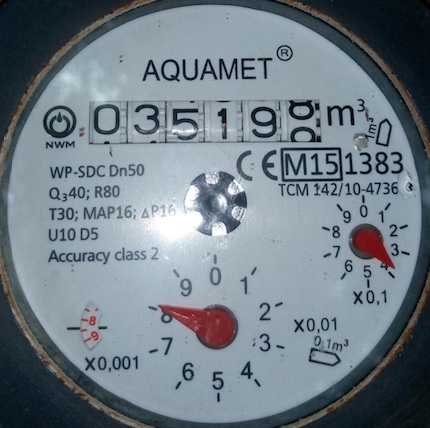 AQUAMET®
035198 m³
NWM
1m³
CE M15 1383
TCM 142/10-4736
WP-SDC Dn50
Q₃40; R80
T30; MAP16; ΔP16
U10 D5
Accuracy class 2
0 1 2 3 4 5 6 7 8 9
X0,1
0 1 2 3 4 5 6 7 8 9
X0,01
0,1m³
8
9
X0,001